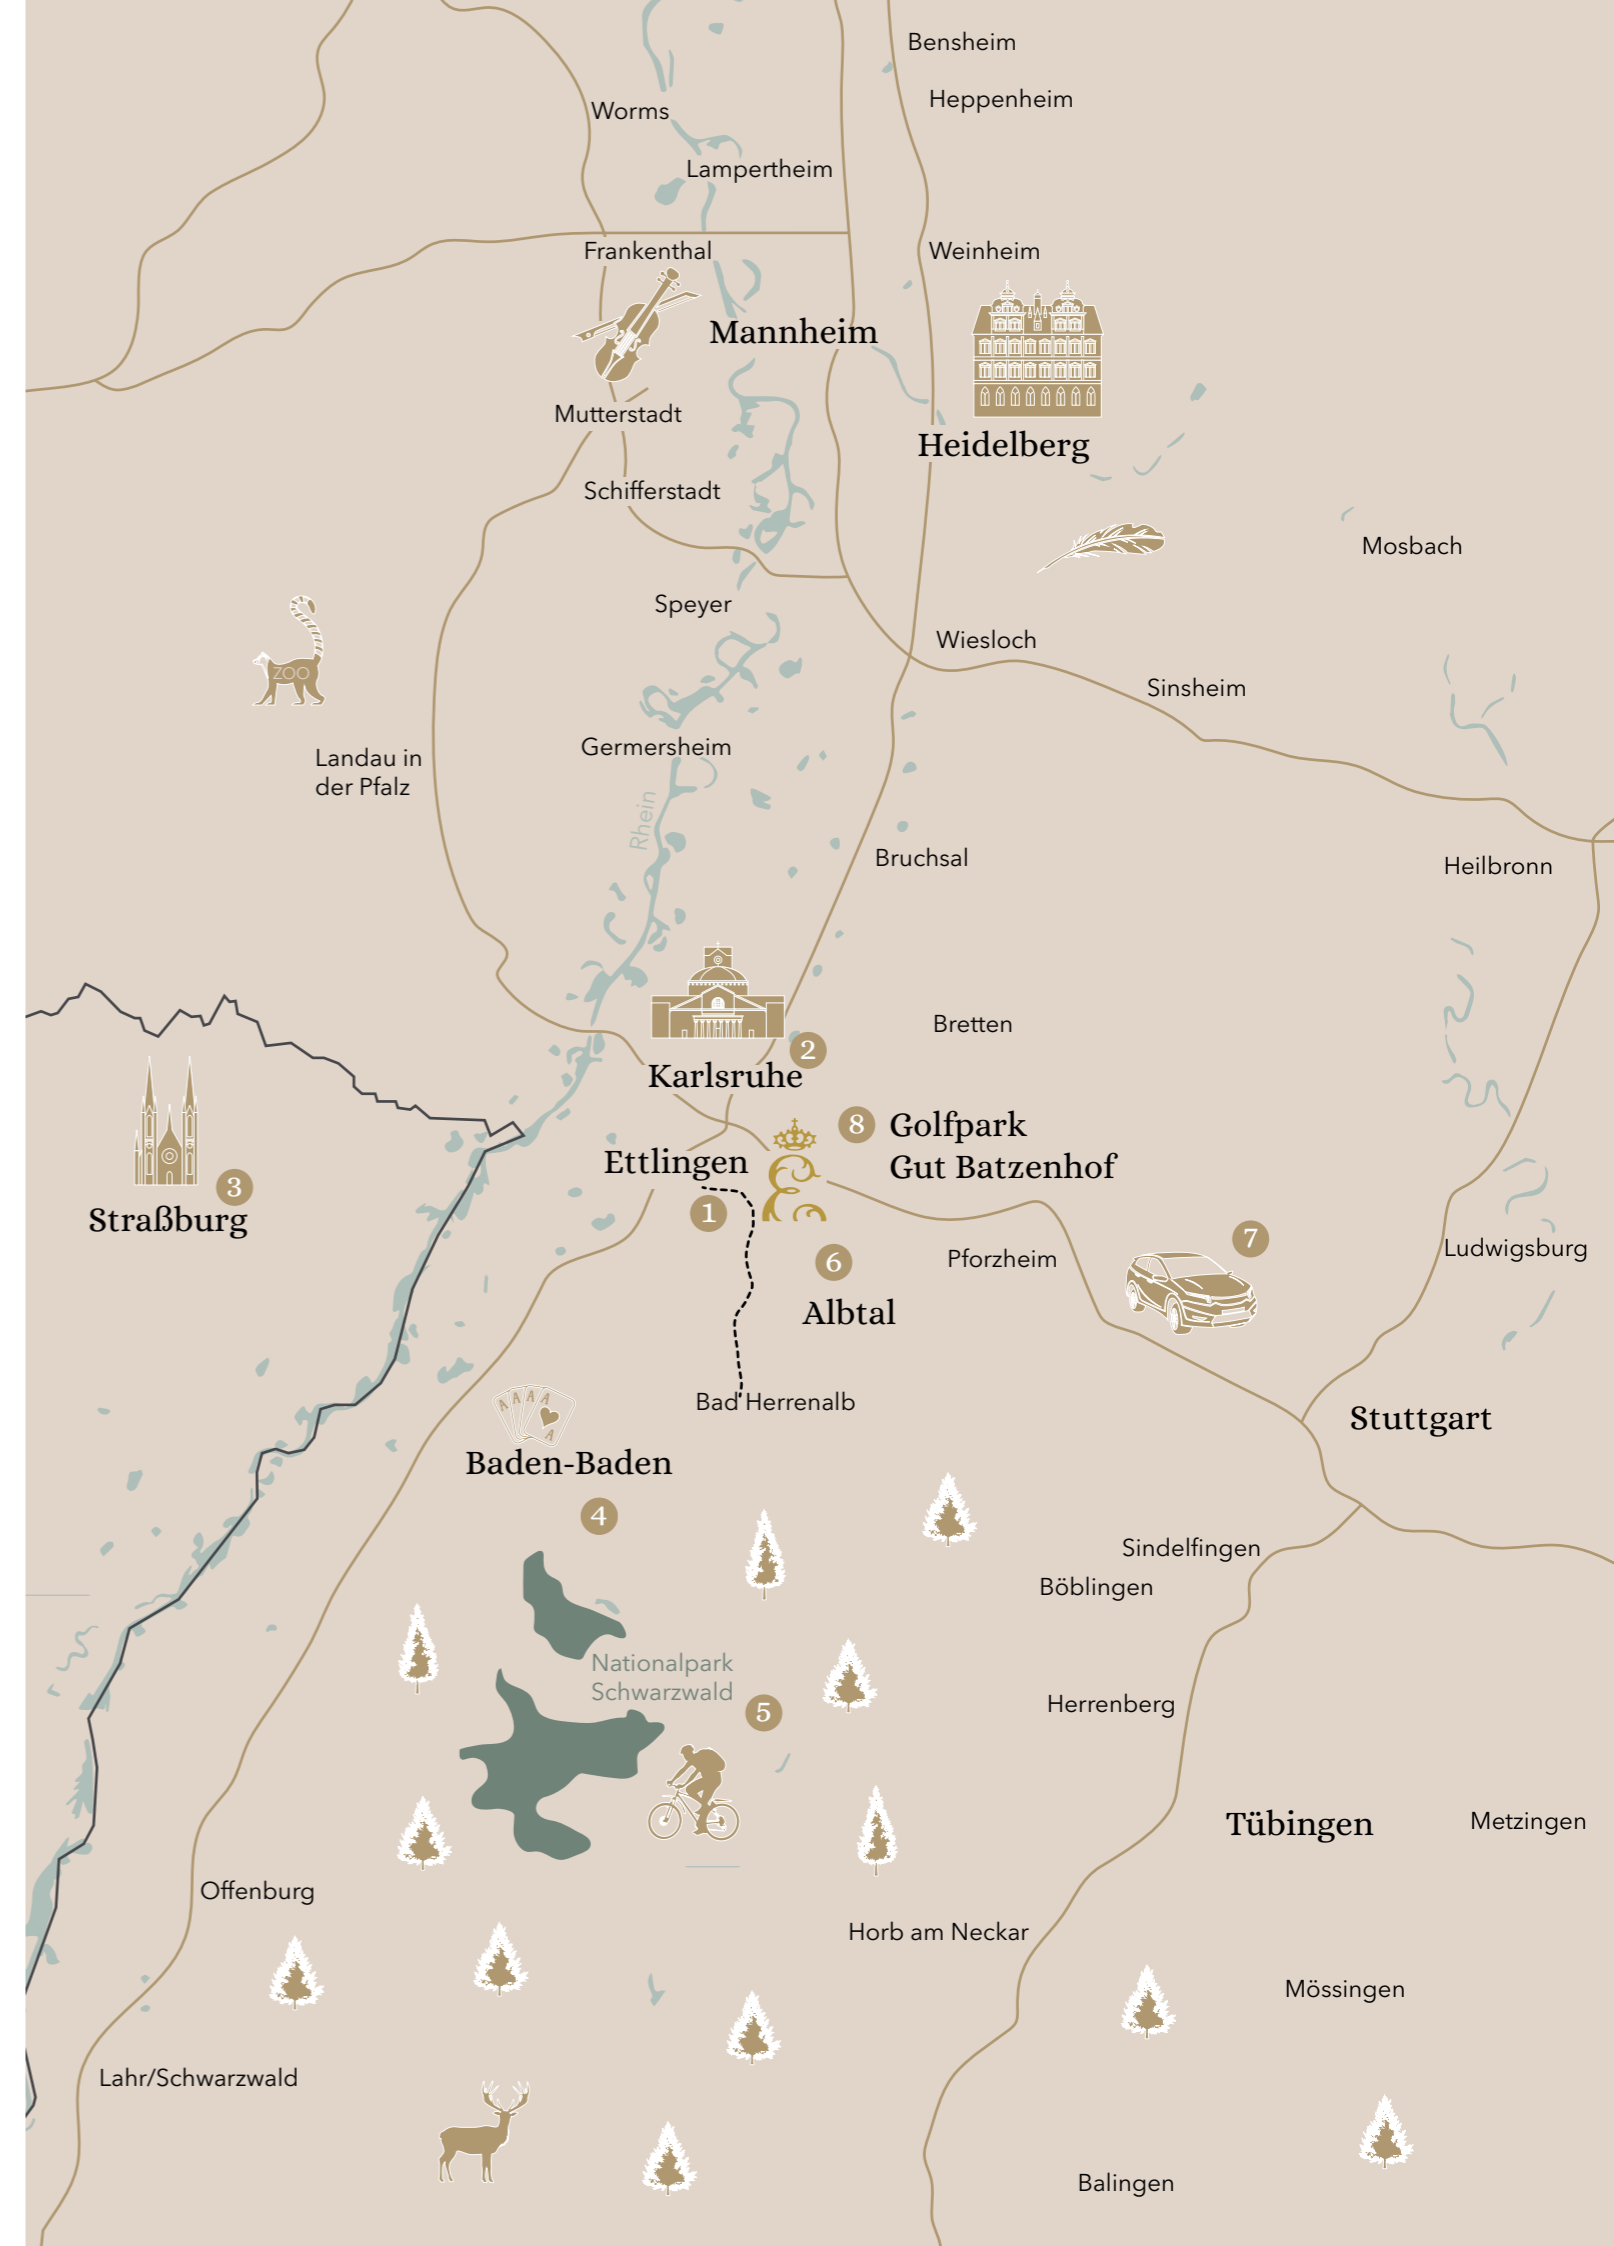 Bensheim
Heppenheim
Worms
Lampertheim
Frankenthal
Weinheim
Mannheim
Mutterstadt
Heidelberg
Schifferstadt
Mosbach
Speyer
Wiesloch
ZOO
Sinsheim
Germersheim
Landau in
der Pfalz
Rhein
Bruchsal
Heilbronn
Bretten
2
Karlsruhe
8
Golfpark
Gut Batzenhof
Ettlingen
E
1
3
Straßburg
7
Ludwigsburg
Pforzheim
6
Albtal
A A A A
A
Bad Herrenalb
Stuttgart
Baden-Baden
4
Sindelfingen
Böblingen
Nationalpark
Schwarzwald
5
Herrenberg
Tübingen
Metzingen
Offenburg
Horb am Neckar
Mössingen
Lahr/Schwarzwald
Balingen